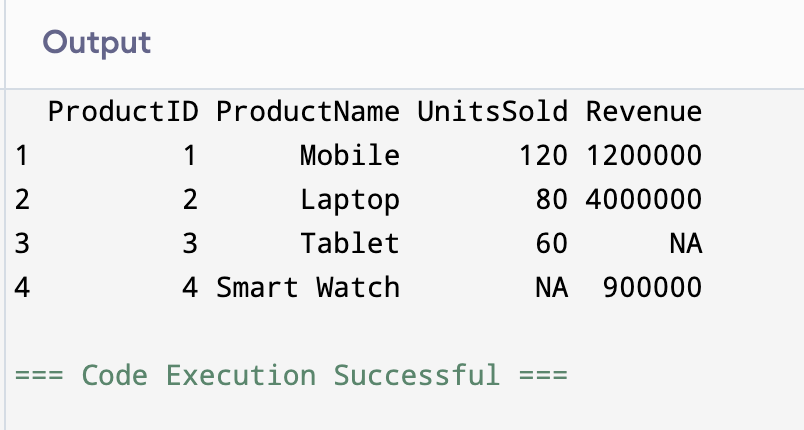 Output
  ProductID ProductName UnitsSold Revenue
1         1      Mobile       120 1200000
2         2      Laptop        80 4000000
3         3      Tablet        60      NA
4         4 Smart Watch        NA  900000
=== Code Execution Successful ===